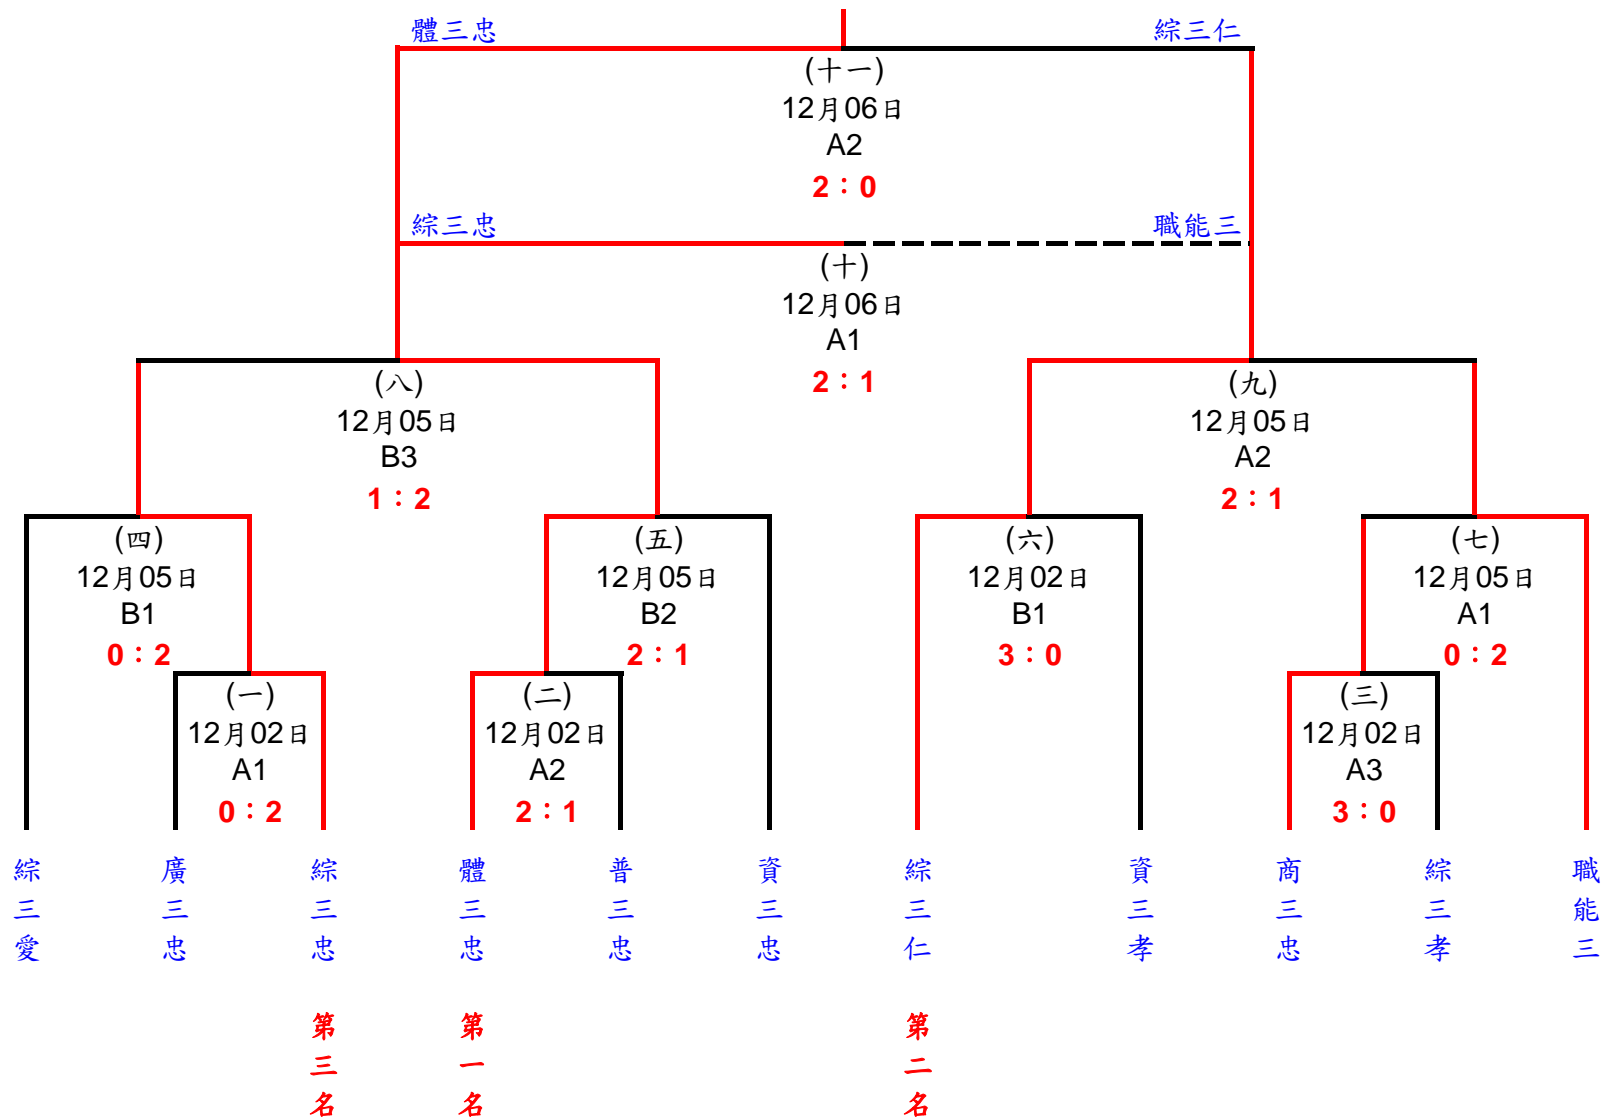 體三忠
綜三仁
(十一)
12月06日
A2
2：0
綜三忠
職能三
(十)
12月06日
A1
2：1
(八)
12月05日
B3
1：2
(九)
12月05日
A2
2：1
(四)
12月05日
B1
0：2
(五)
12月05日
B2
2：1
(六)
12月02日
B1
3：0
(七)
12月05日
A1
0：2
(一)
12月02日
A1
0：2
(二)
12月02日
A2
2：1
(三)
12月02日
A3
3：0
綜三愛
廣三忠
綜三忠
體三忠
普三忠
資三忠
綜三仁
資三孝
商三忠
綜三孝
職能三
第三名
第一名
第二名